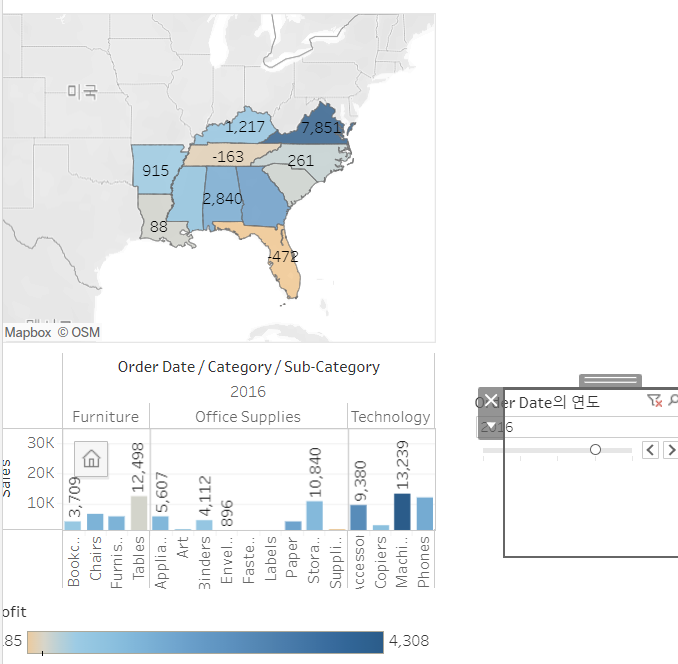 미국
1,217
7,851
-163
261
915
2,840
88
-472
Mapbox © OSM
Order Date / Category / Sub-Category
2016
Furniture
Office Supplies
Technology
Sales
30K
20K
10K
3,709
12,498
5,607
4,112
896
10,840
9,380
13,239
Bookc..
Chairs
Furnis..
Tables
Applia..
Art
Binders
Envel..
Faste..
Labels
Paper
Stora..
Suppli..
Accessor
Copiers
Machi..
Phones
Order Date의 연도
2016
ofit
85
4,308